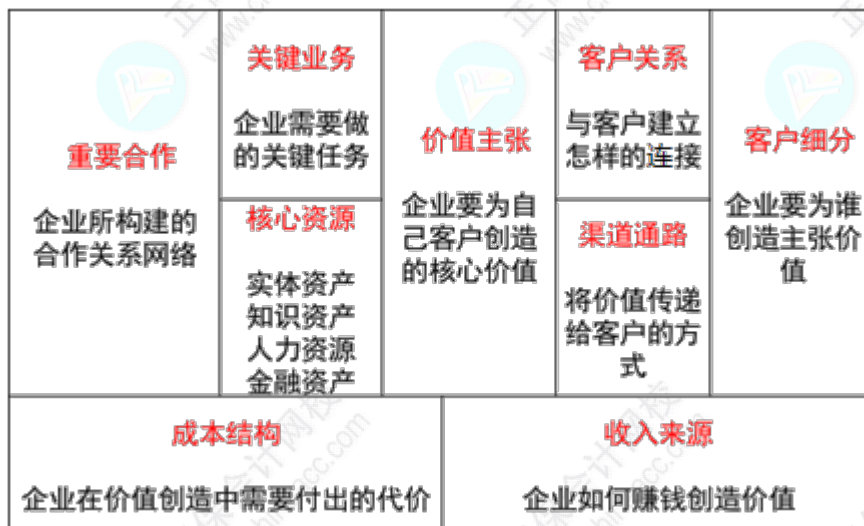 重要合作
企业所构建的
合作关系网络
关键业务
企业需要做
的关键任务
核心资源
实体资产
知识资产
人力资源
金融资产
价值主张
企业要为自
己客户创造
的核心价值
客户关系
与客户建立
怎样的连接
渠道通路
将价值传递
给客户的方
式
客户细分
企业要为谁
创造主张价
值
成本结构
企业在价值创造中需要付出的代价
收入来源
企业如何赚钱创造价值